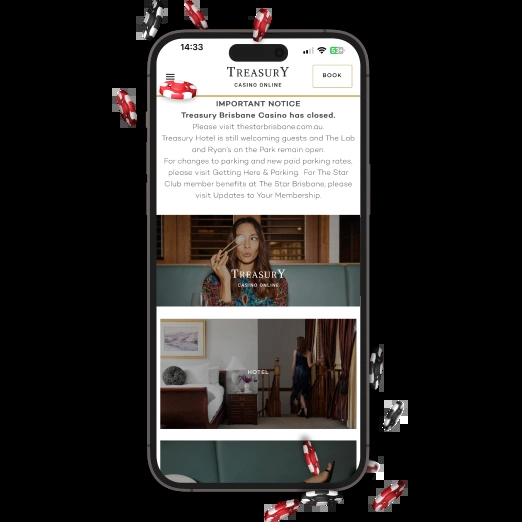 14:33
TREASURY
CASINO ONLINE
BOOK
IMPORTANT NOTICE
Treasury Brisbane Casino has closed.
Please visit thestarbrisbane.com.au.
Treasury Hotel is still welcoming guests and The Lab
and Ryan's on the Park remain open.
For changes to parking and new paid parking rates,
please visit Getting Here & Parking. For The Star
Club member benefits at The Star Brisbane, please
visit Updates to Your Membership.
TREASURY
CASINO ONLINE
HOTEL